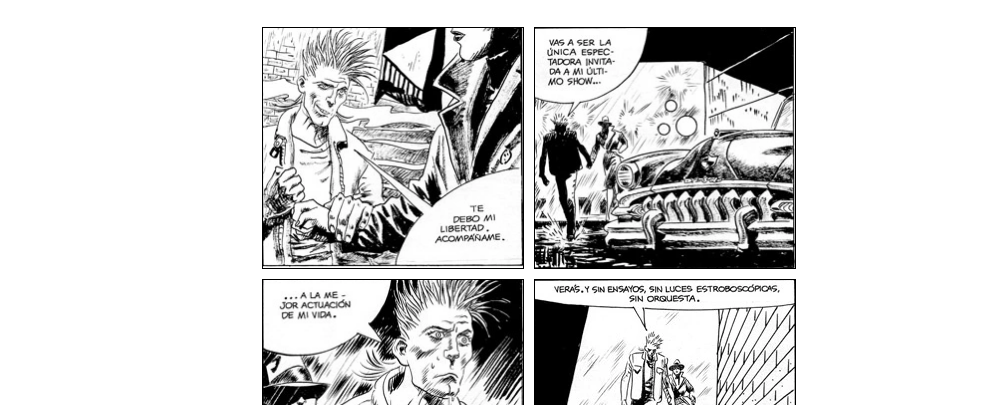 TE
DEBO MI
LIBERTAD.
ACOMPÁÑAME.
VAS A SER LA
ÚNICA ESPEC-
TADORA INVITA-
DA A MI ÚLTI-
MO SHOW...
...A LA ME-
JOR ACTUACIÓN
DE MI VIDA.
VERÁS. Y SIN ENSAYOS, SIN LUCES ESTROBOSCÓPICAS,
SIN ORQUESTA.